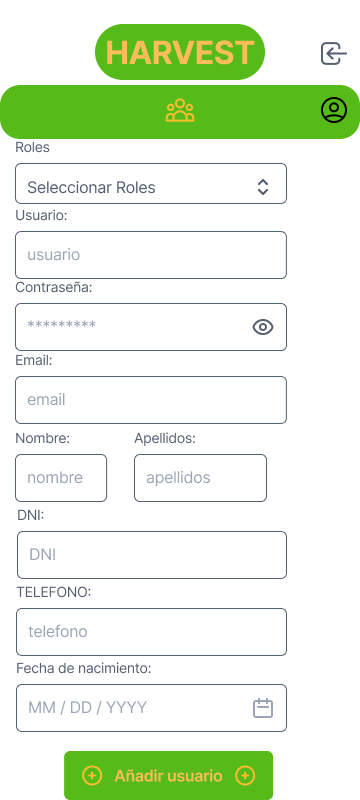 HARVEST
Roles
Seleccionar Roles
Usuario:
usuario
Contraseña:
*********
Email:
email
Nombre: Apellidos:
nombre apellidos
DNI:
DNI
TELEFONO:
telefono
Fecha de nacimiento:
MM / DD / YYYY
Añadir usuario